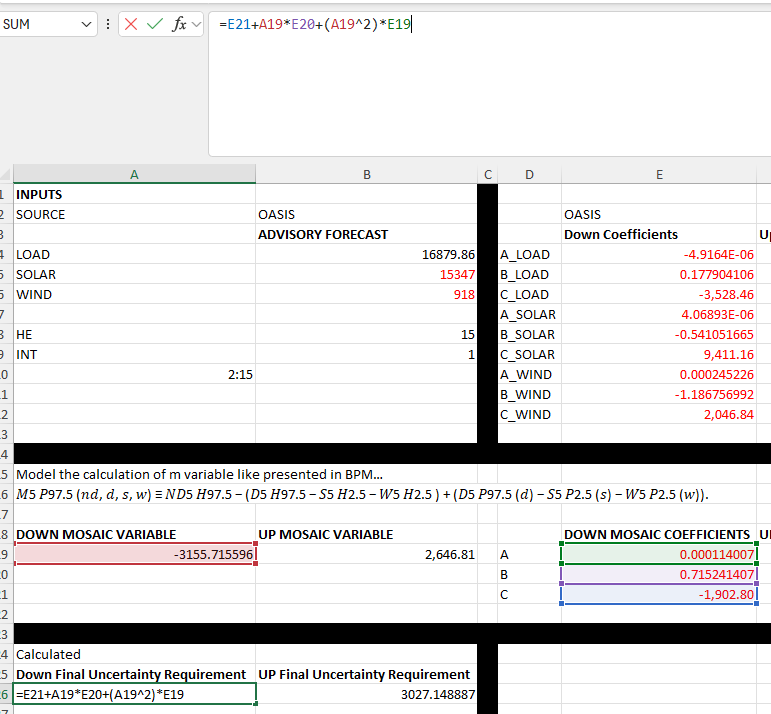 SUM fx =E21+A19*E20+(A19^2)*E19
A B C D E
1 INPUTS
2 SOURCE OASIS OASIS
3 ADVISORY FORECAST Down Coefficients
4 LOAD 16879.86 A_LOAD -4.9164E-06
5 SOLAR 15347 B_LOAD 0.177904106
6 WIND 918 C_LOAD -3,528.46
7 A_SOLAR 4.06893E-06
8 HE 15 B_SOLAR -0.541051665
9 INT 1 C_SOLAR 9,411.16
0 2:15 A_WIND 0.000245226
1 B_WIND -1.186756992
2 C_WIND 2,046.84
3
4
5 Model the calculation of m variable like presented in BPM...
6 M5 P97.5 (nd, d, s, w) ≡ ND5 H97.5 − (D5 H97.5 − S5 H2.5 − W5 H2.5 ) + (D5 P97.5 (d) − S5 P2.5 (s) − W5 P2.5 (w)).
7
8 DOWN MOSAIC VARIABLE UP MOSAIC VARIABLE DOWN MOSAIC COEFFICIENTS
9 -3155.715596 2,646.81 A 0.000114007
0 B 0.715241407
1 C -1,902.80
2
3
4 Calculated
5 Down Final Uncertainty Requirement UP Final Uncertainty Requirement
6 =E21+A19*E20+(A19^2)*E19 3027.148887